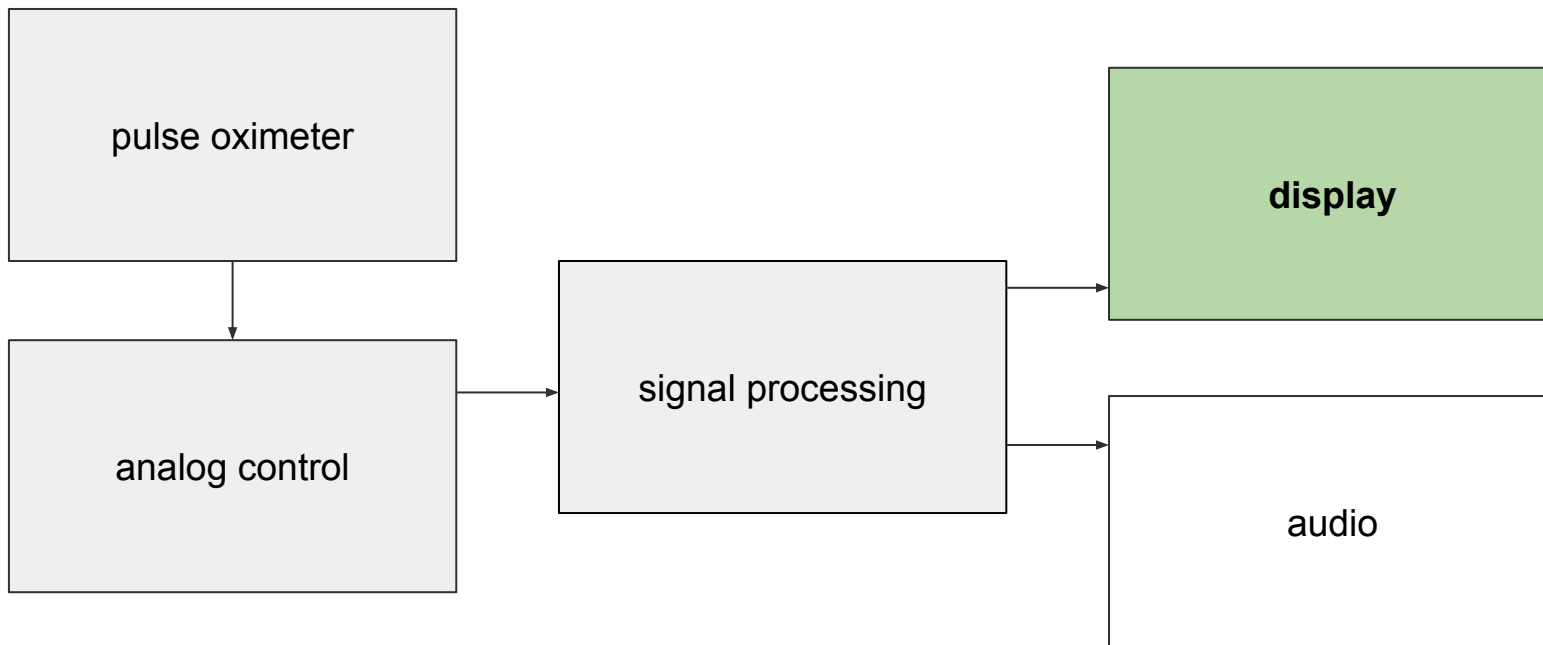 pulse oximeter
display
signal processing
analog control
audio